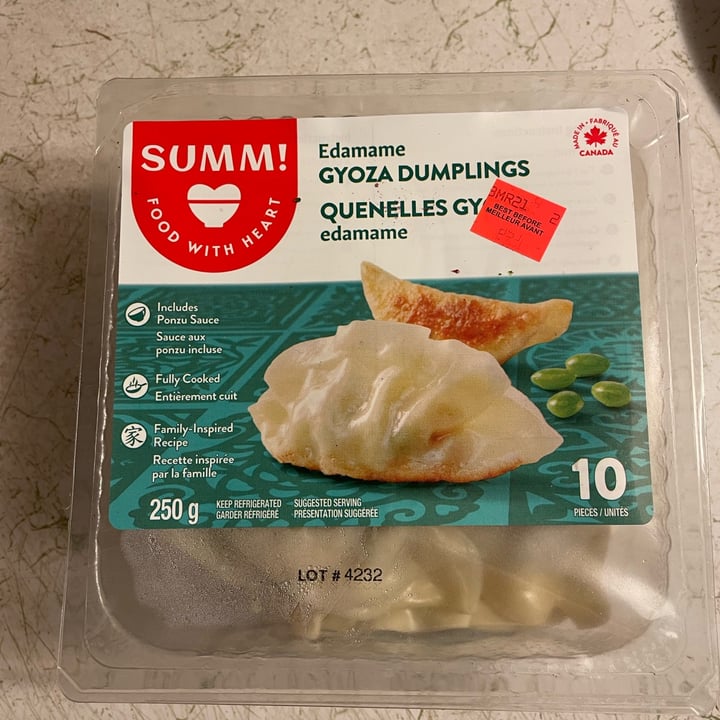 SUMM!
FOOD WITH HEART
Edamame
GYOZA DUMPLINGS
QUENELLES GY
edamame
MADE IN • FABRIQUÉ AU
CANADA
BEST BEFORE
MEILLEUR AVANT
Includes
Ponzu Sauce
Sauce aux
ponzu incluse
Fully Cooked
Entièrement cuit
家
Family-Inspired
Recipe
Recette inspirée
par la famille
250 g
KEEP REFRIGERATED
GARDER RÉFRIGÉRÉ
SUGGESTED SERVING
PRÉSENTATION SUGGÉRÉE
10
PIECES / UNITÉS
LOT # 4232